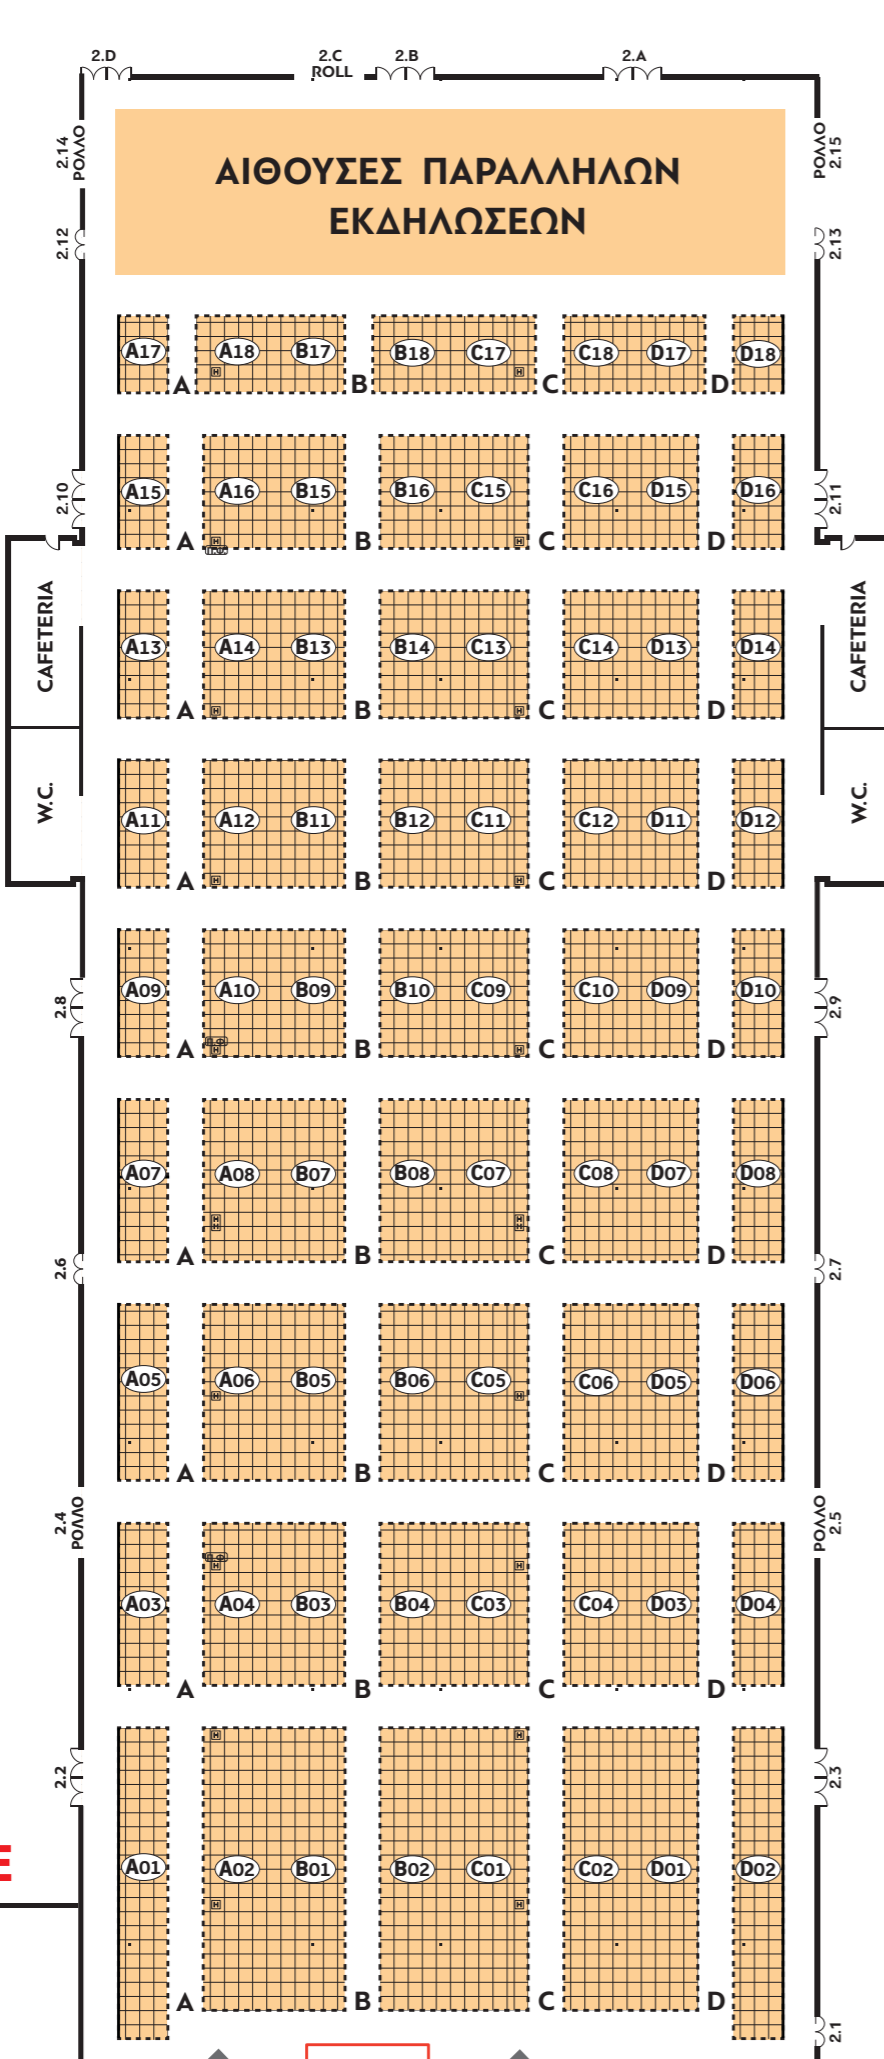 2.D 2.C 2.B 2.A
ROLL
2.14 ΡΟΛΛΟ
ΡΟΛΛΟ 2.15
ΑΙΘΟΥΣΕΣ ΠΑΡΑΛΛΗΛΩΝ
ΕΚΔΗΛΩΣΕΩΝ
2.12
2.13
A17 A18 B17 B18 C17 C18 D17 D18
H H
A B C D
2.10
2.11
A15 A16 B15 B16 C15 C16 D15 D16
H H
A B C D
CAFETERIA
CAFETERIA
A13 A14 B13 B14 C13 C14 D13 D14
H H
A B C D
W.C.
W.C.
A11 A12 B11 B12 C11 C12 D11 D12
H H
A B C D
A09 A10 B09 B10 C09 C10 D09 D10
2.8
2.9
H H
A B C D
A07 A08 B07 B08 C07 C08 D07 D08
H H
H H
A B C D
2.6
2.7
A05 A06 B05 B06 C05 C06 D05 D06
H H
A B C D
2.4 ΡΟΛΛΟ
ΡΟΛΛΟ 2.5
H H
A03 A04 B03 B04 C03 C04 D03 D04
A B C D
H H
2.2
2.3
E
A01 A02 B01 B02 C01 C02 D01 D02
H H
A B C D
2.1